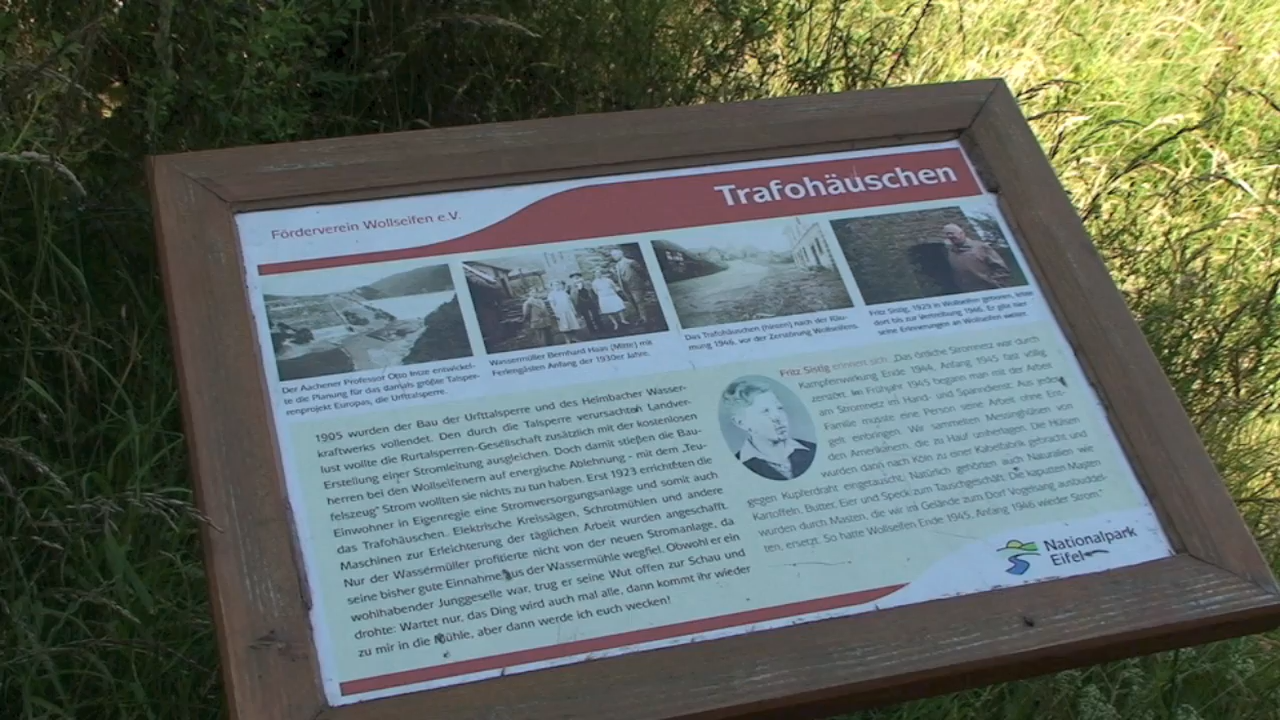 Förderverein Wollseifen e.V.
Trafohäuschen
Der Aachener Professor Otto Intze entwickel-
te die Planung für das damals größte Talsper-
renprojekt Europas, die Urfttalsperre.
Wassermüller Bernhard Haas (Mitte) mit
Feriengästen Anfang der 1930er Jahre.
Das Trafohäuschen (hinten) nach der Räu-
mung 1946, vor der Zerstörung Wollseifens.
Fritz Sistig, 1929 in Wollseifen geboren, lebte
dort bis zur Vertreibung 1946. Er gibt hier
seine Erinnerungen an Wollseifen weiter.
1905 wurden der Bau der Urfttalsperre und des Heimbacher Wasser-
kraftwerks vollendet. Den durch die Talsperre verursachten Landver-
lust wollte die Rurtalsperren-Gesellschaft zusätzlich mit der kostenlosen
Erstellung einer Stromleitung ausgleichen. Doch damit stießen die Bau-
herren bei den Wollseifenern auf energische Ablehnung - mit dem „Teu-
felszeug" Strom wollten sie nichts zu tun haben. Erst 1923 errichteten die
Einwohner in Eigenregie eine Stromversorgungsanlage und somit auch
das Trafohäuschen. Elektrische Kreissägen, Schrotmühlen und andere
Maschinen zur Erleichterung der täglichen Arbeit wurden angeschafft.
Nur der Wassermüller profitierte nicht von der neuen Stromanlage, da
seine bisher gute Einnahme aus der Wassermühle wegfiel. Obwohl er ein
wohlhabender Junggeselle war, trug er seine Wut offen zur Schau und
drohte: Wartet nur, das Ding wird auch mal alle, dann kommt ihr wieder
zu mir in die Mühle, aber dann werde ich euch wecken!
Fritz Sistig erinnert sich: „Das örtliche Stromnetz war durch
Kampfeinwirkung Ende 1944, Anfang 1945 fast völlig
zerstört. Im Frühjahr 1945 begann man mit der Arbeit
am Stromnetz in Hand- und Spanndienst. Aus jeder
Familie musste eine Person seine Arbeit ohne Ent-
gelt einbringen. Wir sammelten Messinghülsen von
den Amerikanern, die zu Hauf umherlagen. Die Hülsen
wurden dann nach Köln zu einer Kabelfabrik gebracht und
gegen Kupferdraht eingetauscht. Natürlich gehörten auch Naturalien wie
Kartoffeln, Butter, Eier und Speck zum Tauschgeschäft. Die kaputten Masten
wurden durch Masten, die wir im Gelände zum Dorf Vogelsang ausbuddel-
ten, ersetzt. So hatte Wollseifen Ende 1945, Anfang 1946 wieder Strom."
Nationalpark
Eifel